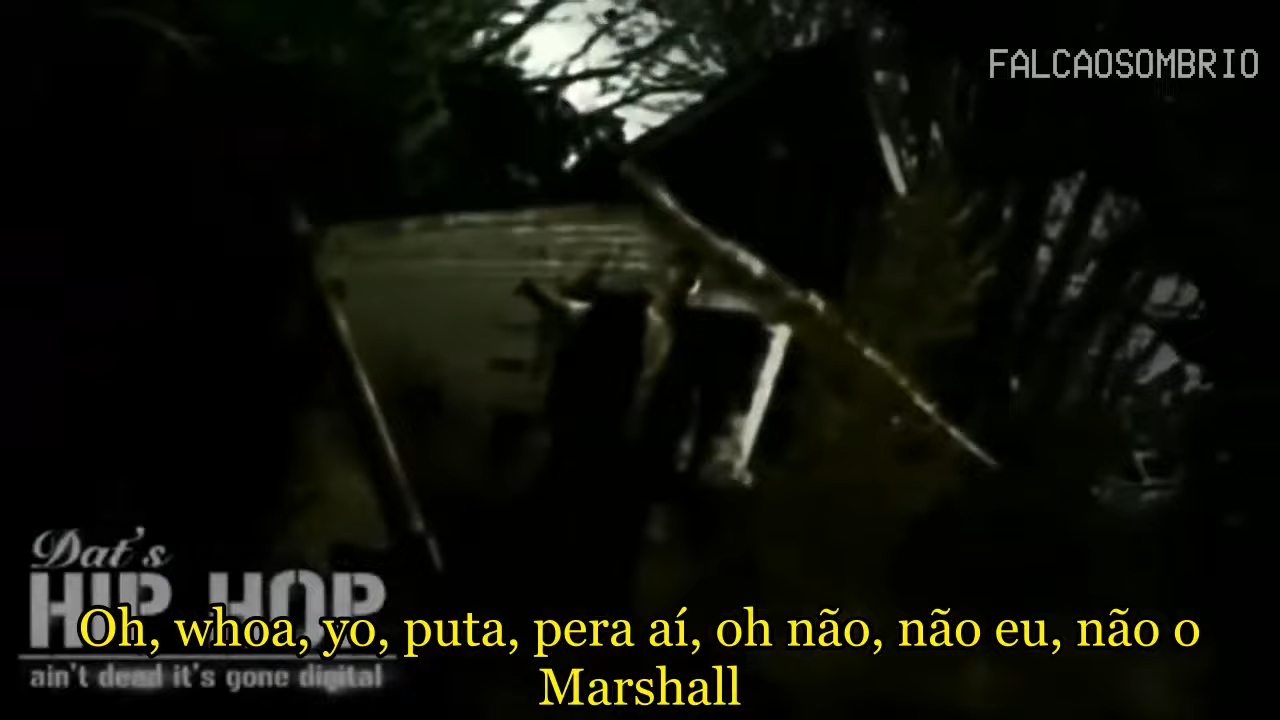 FALCAOSOMBRIO
Dat's
HIP HOP
ain't dead it's gone digital
Oh, whoa, yo, puta, pera aí, oh não, não eu, não o
Marshall